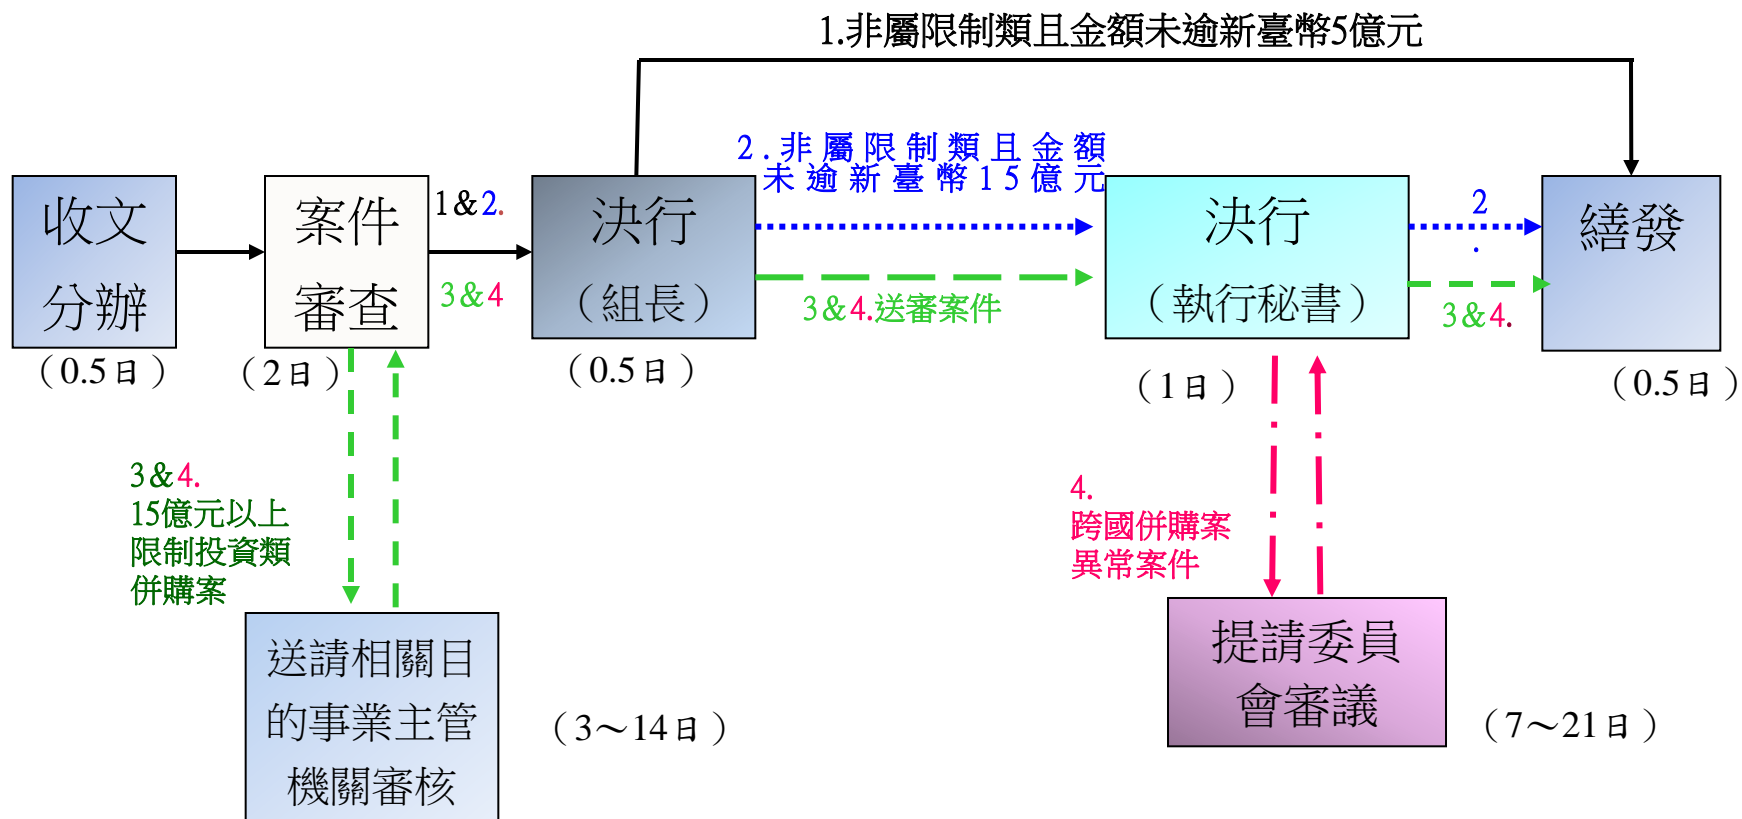 1.非屬限制類且金額未逾新臺幣5億元
2.非屬限制類且金額
未逾新臺幣15億元
收文
分辦
（0.5日）
案件
審查
（2日）
1&2.
3&4
決行
（組長）
（0.5日）
3&4.送審案件
決行
（執行秘書）
（1日）
2
.
3&4.
繕發
（0.5日）
3&4.
15億元以上
限制投資類
併購案
送請相關目
的事業主管
機關審核
（3～14日）
4.
跨國併購案
異常案件
提請委員
會審議
（7～21日）